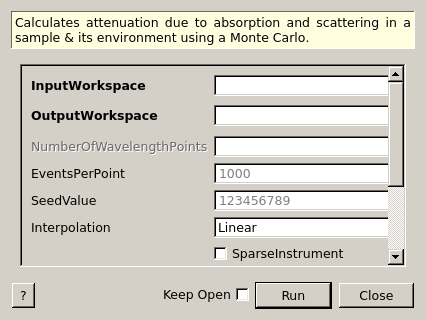 Calculates attenuation due to absorption and scattering in a
sample & its environment using a Monte Carlo.
InputWorkspace
OutputWorkspace
NumberOfWavelengthPoints
EventsPerPoint 1000
SeedValue 123456789
Interpolation Linear
SparseInstrument
? Keep Open Run Close